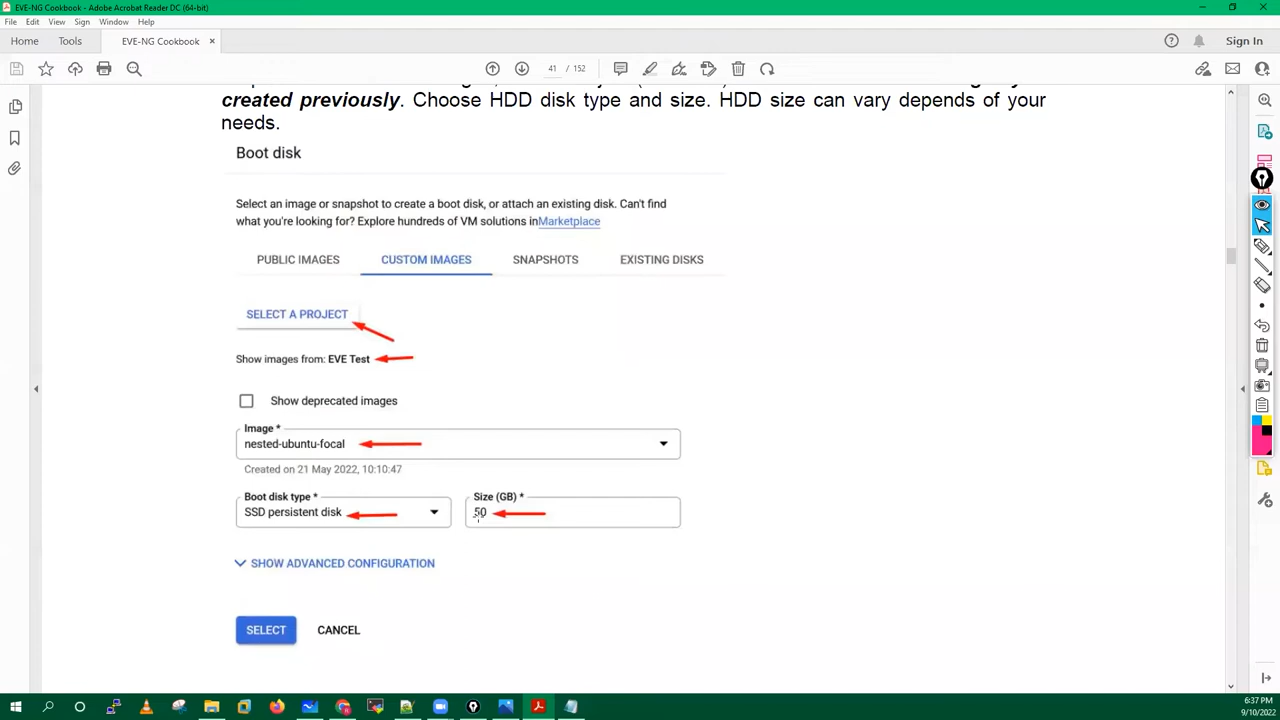 EVE-NG Cookbook - Adobe Acrobat Reader DC (64-bit)
File Edit View Sign Window Help
Home Tools EVE-NG Cookbook × Sign In
41 / 152
created previously. Choose HDD disk type and size. HDD size can vary depends of your
needs.
Boot disk
Select an image or snapshot to create a boot disk, or attach an existing disk. Can't find
what you're looking for? Explore hundreds of VM solutions inMarketplace
PUBLIC IMAGES CUSTOM IMAGES SNAPSHOTS EXISTING DISKS
SELECT A PROJECT
Show images from: EVE Test
Show deprecated images
Image *
nested-ubuntu-focal
Created on 21 May 2022, 10:10:47
Boot disk type * Size (GB) *
SSD persistent disk 50
SHOW ADVANCED CONFIGURATION
SELECT CANCEL
6:37 PM
9/10/2022